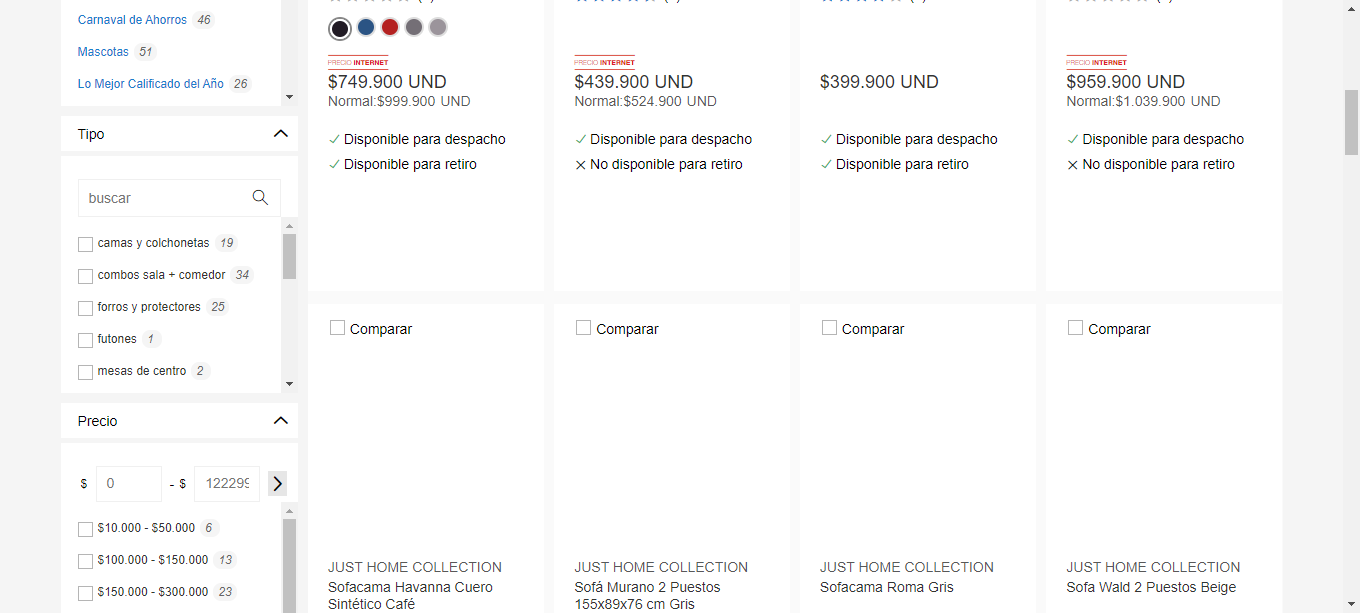 Carnaval de Ahorros 46
Mascotas 51
Lo Mejor Calificado del Año 26
Tipo
buscar
camas y colchonetas 19
combos sala + comedor 34
forros y protectores 25
futones 1
mesas de centro 2
Precio
$ 0 - $ 122299
$10.000 - $50.000 6
$100.000 - $150.000 13
$150.000 - $300.000 23
PRECIO INTERNET
$749.900 UND
Normal:$999.900 UND
Disponible para despacho
Disponible para retiro
PRECIO INTERNET
$439.900 UND
Normal:$524.900 UND
Disponible para despacho
No disponible para retiro
$399.900 UND
Disponible para despacho
Disponible para retiro
PRECIO INTERNET
$959.900 UND
Normal:$1.039.900 UND
Disponible para despacho
No disponible para retiro
Comparar
JUST HOME COLLECTION
Sofacama Havanna Cuero
Sintético Café
Comparar
JUST HOME COLLECTION
Sofá Murano 2 Puestos
155x89x76 cm Gris
Comparar
JUST HOME COLLECTION
Sofacama Roma Gris
Comparar
JUST HOME COLLECTION
Sofa Wald 2 Puestos Beige